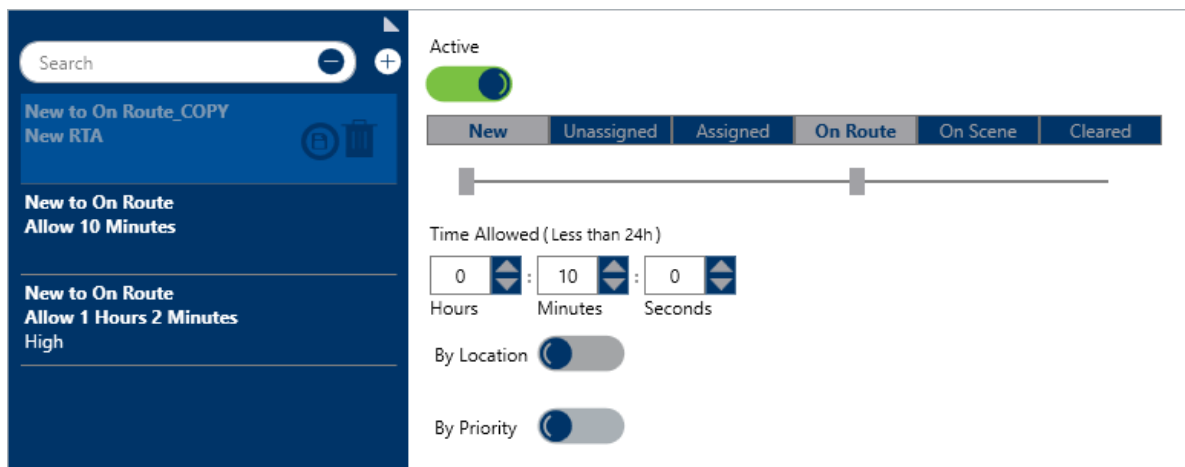 Search
New to On Route_COPY
New RTA
New to On Route
Allow 10 Minutes
New to On Route
Allow 1 Hours 2 Minutes
High
Active
New Unassigned Assigned On Route On Scene Cleared
Time Allowed (Less than 24h)
0 : 10 : 0
Hours Minutes Seconds
By Location
By Priority